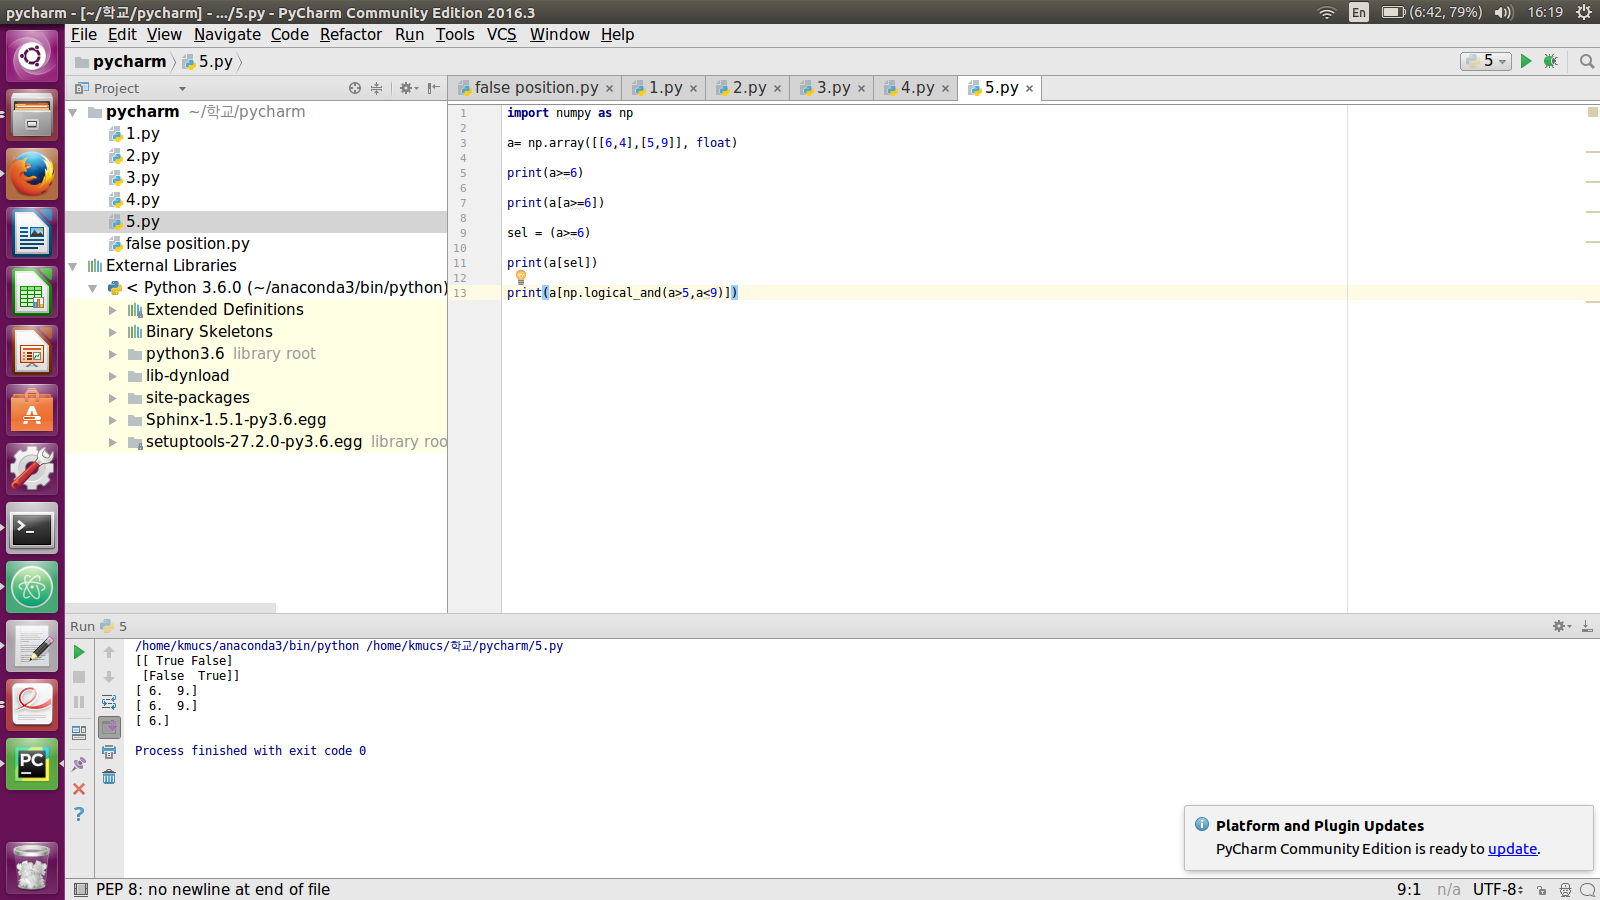 pycharm - [~/학교/pycharm] - .../5.py - PyCharm Community Edition 2016.3
En (6:42, 79%) 16:19
File Edit View Navigate Code Refactor Run Tools VCS Window Help
pycharm 5.py 5
Project
false position.py × 1.py × 2.py × 3.py × 4.py × 5.py ×
pycharm ~/학교/pycharm
1.py
2.py
3.py
4.py
5.py
false position.py
External Libraries
< Python 3.6.0 (~/anaconda3/bin/python)
Extended Definitions
Binary Skeletons
python3.6 library root
lib-dynload
site-packages
Sphinx-1.5.1-py3.6.egg
setuptools-27.2.0-py3.6.egg library roo
1 import numpy as np
2
3 a= np.array([[6,4],[5,9]], float)
4
5 print(a>=6)
6
7 print(a[a>=6])
8
9 sel = (a>=6)
10
11 print(a[sel])
12
13 print(a[np.logical_and(a>5,a<9)])
Run 5
/home/kmucs/anaconda3/bin/python /home/kmucs/학교/pycharm/5.py
[[ True False]
[False  True]]
[ 6.  9.]
[ 6.  9.]
[ 6.]
Process finished with exit code 0
Platform and Plugin Updates
PyCharm Community Edition is ready to update.
PEP 8: no newline at end of file
9:1 n/a UTF-8